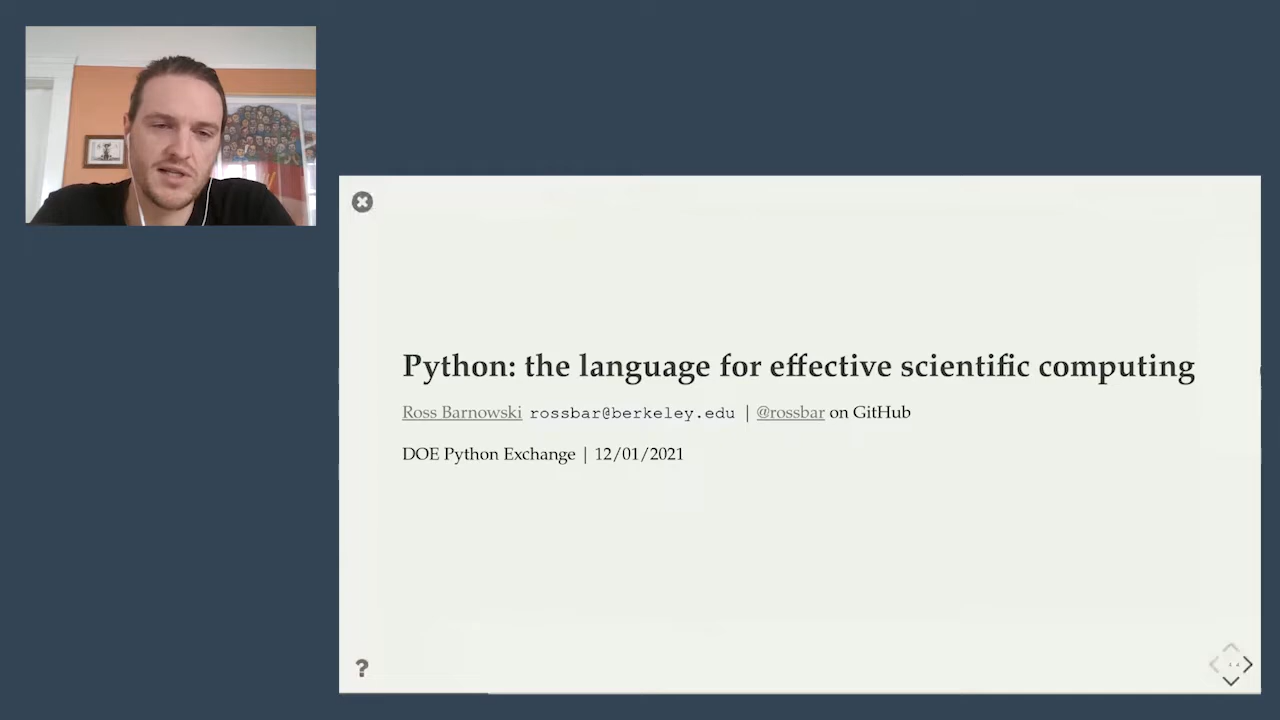 Python: the language for effective scientific computing
Ross Barnowski rossbar@berkeley.edu | @rossbar on GitHub
DOE Python Exchange | 12/01/2021
?